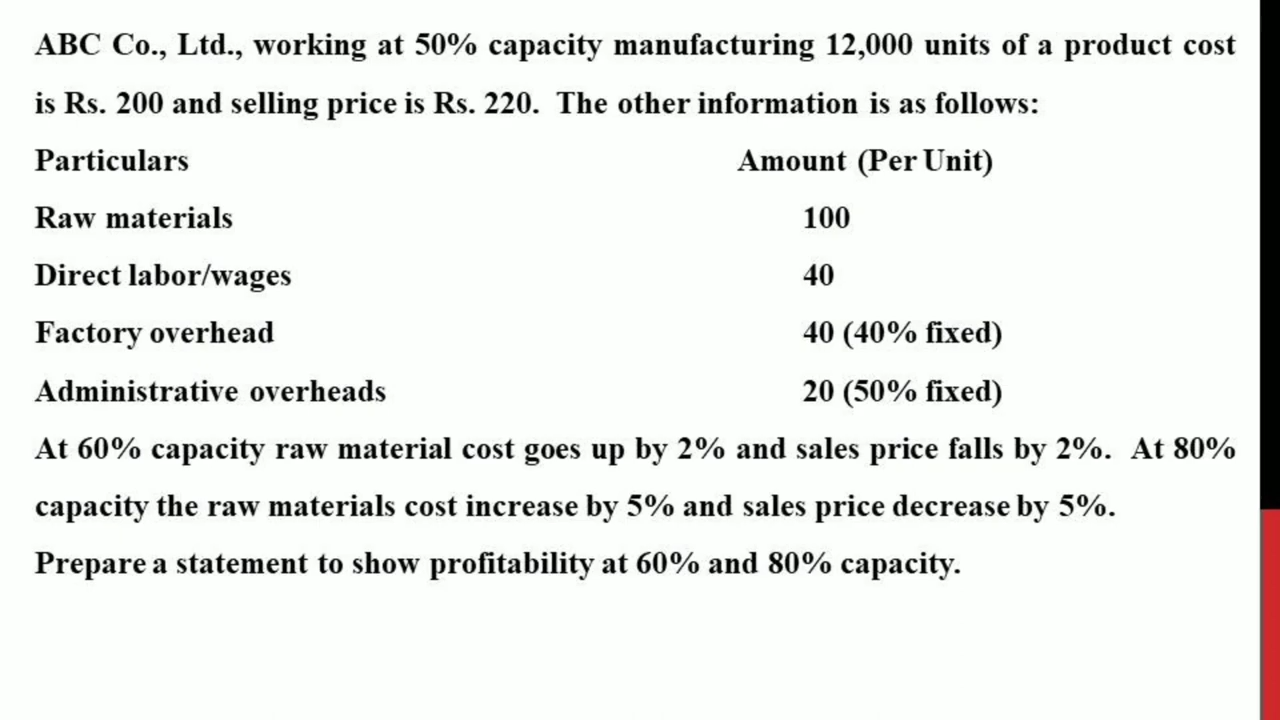 ABC Co., Ltd., working at 50% capacity manufacturing 12,000 units of a product cost
is Rs. 200 and selling price is Rs. 220. The other information is as follows:
Particulars Amount (Per Unit)
Raw materials 100
Direct labor/wages 40
Factory overhead 40 (40% fixed)
Administrative overheads 20 (50% fixed)
At 60% capacity raw material cost goes up by 2% and sales price falls by 2%. At 80%
capacity the raw materials cost increase by 5% and sales price decrease by 5%.
Prepare a statement to show profitability at 60% and 80% capacity.